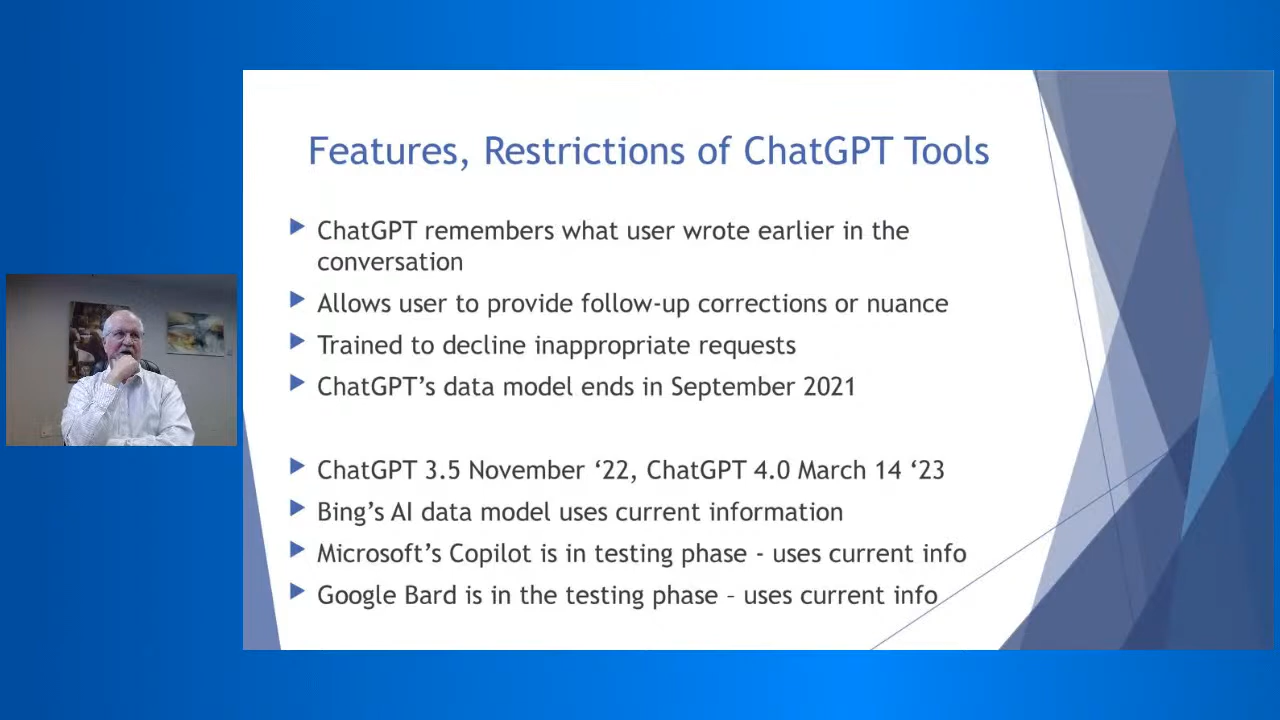 Features, Restrictions of ChatGPT Tools
ChatGPT remembers what user wrote earlier in the
conversation
Allows user to provide follow-up corrections or nuance
Trained to decline inappropriate requests
ChatGPT’s data model ends in September 2021
ChatGPT 3.5 November ‘22, ChatGPT 4.0 March 14 ‘23
Bing’s AI data model uses current information
Microsoft’s Copilot is in testing phase - uses current info
Google Bard is in the testing phase – uses current info